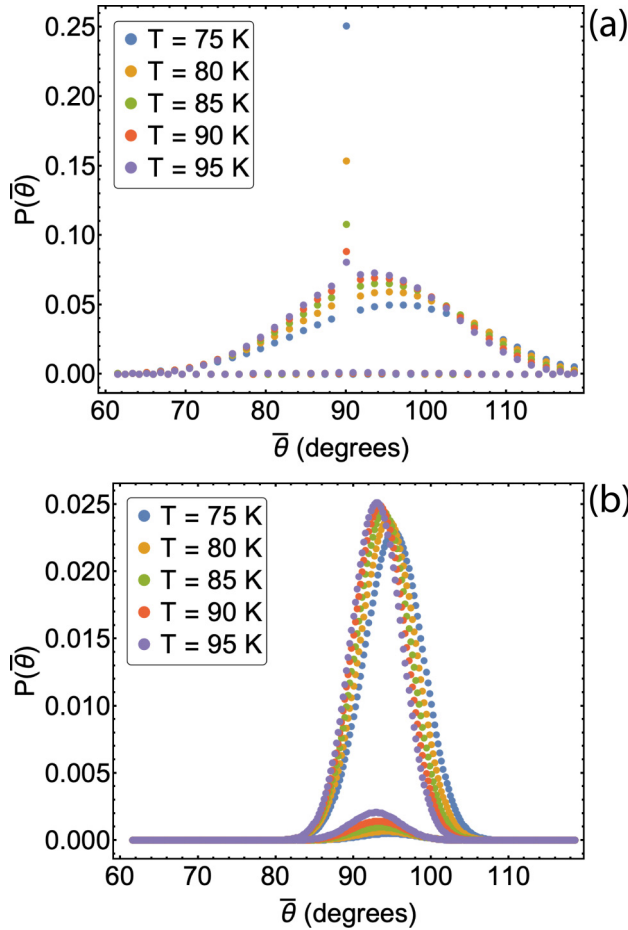 (a)
0.25
0.20
0.15
0.10
0.05
0.00
P(θ̅)
T = 75 K
T = 80 K
T = 85 K
T = 90 K
T = 95 K
60 70 80 90 100 110
θ̅ (degrees)
(b)
0.025
0.020
0.015
0.010
0.005
0.000
P(θ̅)
T = 75 K
T = 80 K
T = 85 K
T = 90 K
T = 95 K
60 70 80 90 100 110
θ̅ (degrees)